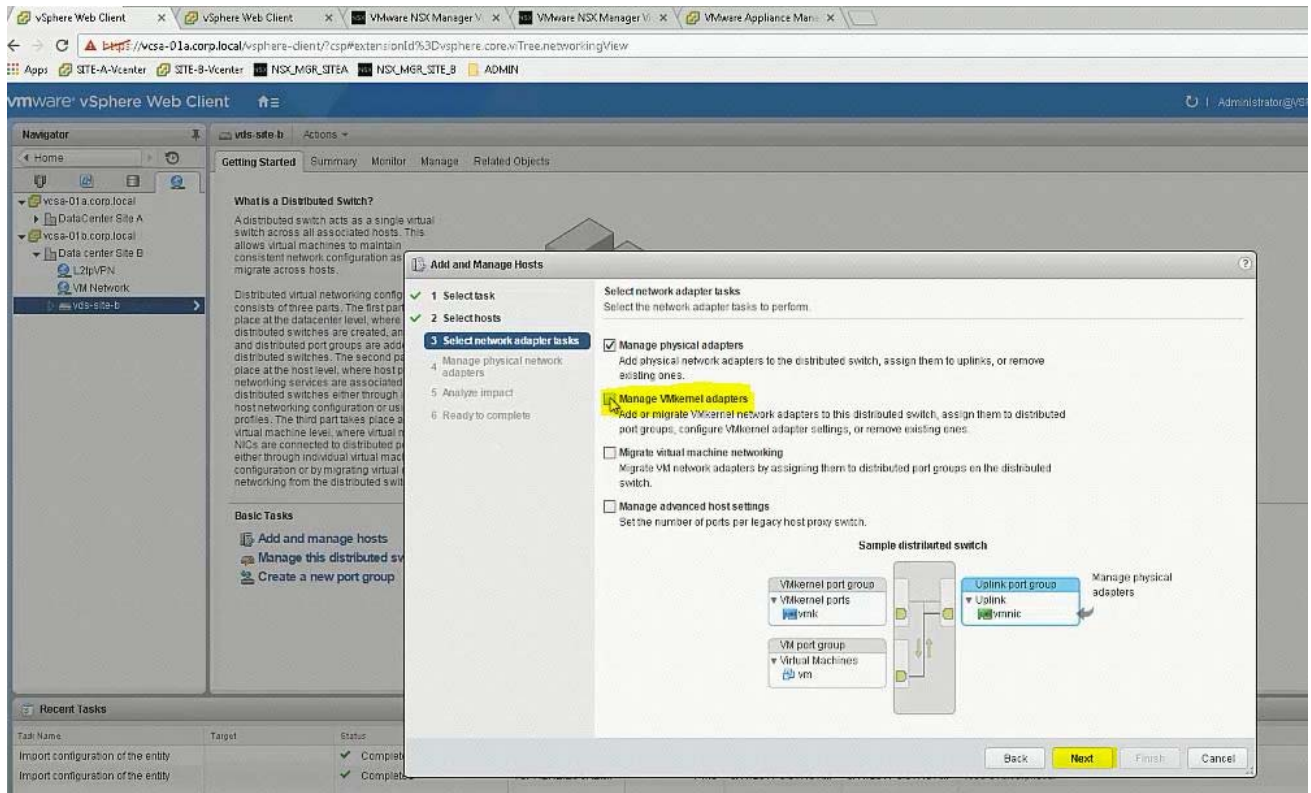 vSphere Web Client
vSphere Web Client
VMware NSX Manager V
VMware NSX Manager V
VMware Appliance Man
https://vcsa-01a.corp.local/vsphere-client/?csp#extensionId%3Dvsphere.core.viTree.networkingView
Apps SITE-A-Vcenter SITE-B-Vcenter NSX_MGR_SITEA NSX_MGR_SITE_B ADMIN
vmware® vSphere Web Client
Administrator@VSP
Navigator
Home
vcsa-01a.corp.local
DataCenter Site A
vcsa-01b.corp.local
Data center Site B
L2fpVPN
VM Network
vds-site-b
vds-site-b Actions
Getting Started Summary Monitor Manage Related Objects
What is a Distributed Switch?
A distributed switch acts as a single virtual
switch across all associated hosts. This
allows virtual machines to maintain
consistent network configuration as
migrate across hosts.
Distributed virtual networking config
consists of three parts. The first part
place at the datacenter level, where
distributed switches are created, an
and distributed port groups are add
distributed switches. The second pa
place at the host level, where host p
networking services are associated
distributed switches either through
host networking configuration or usi
profiles. The third part takes place a
virtual machine level, where virtual n
NICs are connected to distributed p
either through individual virtual mac
configuration or by migrating virtual
networking from the distributed swit
Basic Tasks
Add and manage hosts
Manage this distributed sw
Create a new port group
Add and Manage Hosts
1 Select task
2 Select hosts
3 Select network adapter tasks
4 Manage physical network
adapters
5 Analyze impact
6 Ready to complete
Select network adapter tasks
Select the network adapter tasks to perform.
Manage physical adapters
Add physical network adapters to the distributed switch, assign them to uplinks, or remove
existing ones.
Manage VMkernel adapters
Add or migrate VMkernel network adapters to this distributed switch, assign them to distributed
port groups, configure VMkernel adapter settings, or remove existing ones.
Migrate virtual machine networking
Migrate VM network adapters by assigning them to distributed port groups on the distributed
switch.
Manage advanced host settings
Set the number of ports per legacy host proxy switch.
Sample distributed switch
VMkernel port group
VMkernel ports
vmk
VM port group
Virtual Machines
vm
Uplink port group
Uplink
vmnic
Manage physical
adapters
Back Next Finish Cancel
Recent Tasks
Task Name Target Status
Import configuration of the entity Complete
Import configuration of the entity Complete